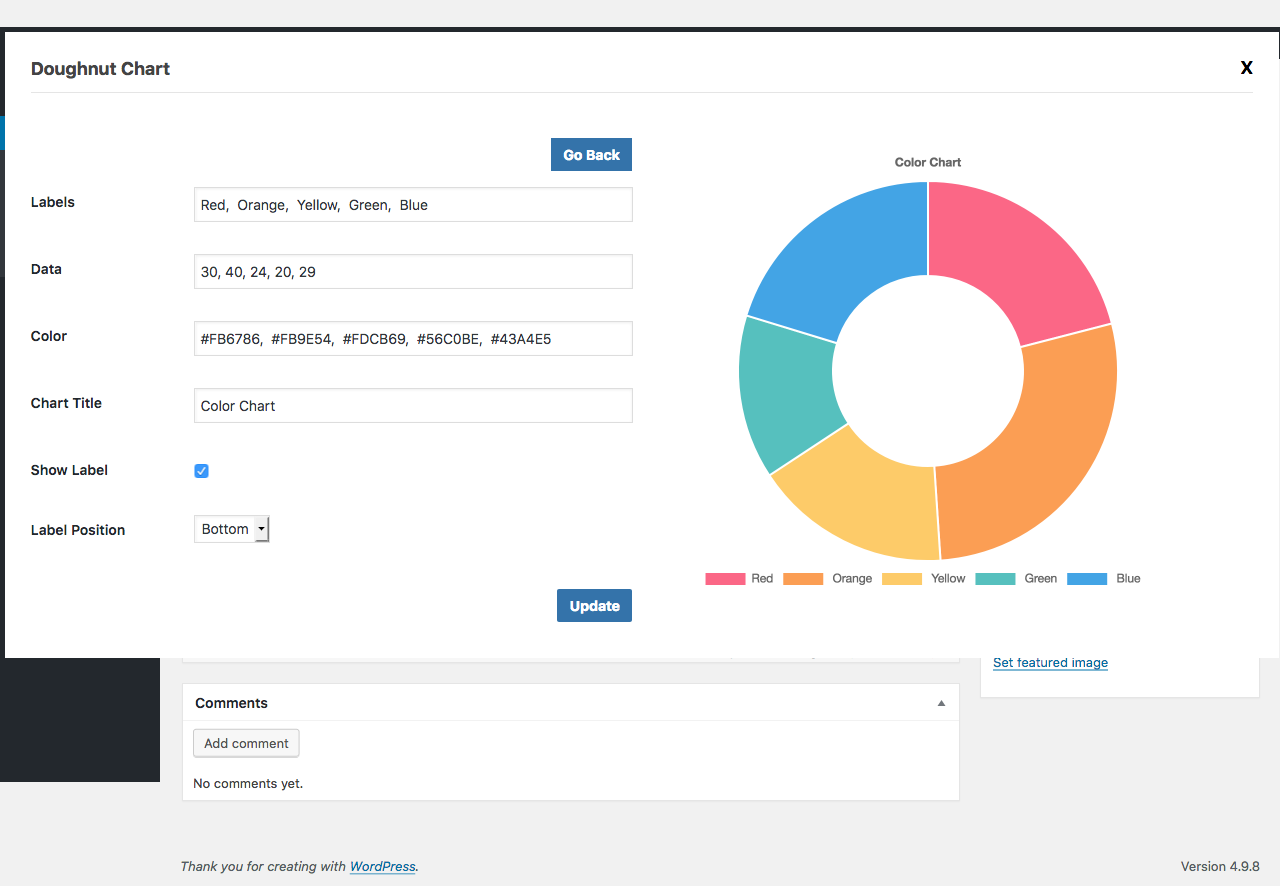 Doughnut Chart
X
Go Back
Labels
Red, Orange, Yellow, Green, Blue
Data
30, 40, 24, 20, 29
Color
#FB6786, #FB9E54, #FDCB69, #56C0BE, #43A4E5
Chart Title
Color Chart
Show Label
Label Position
Bottom
Update
Color Chart
Red Orange Yellow Green Blue
Set featured image
Comments
Add comment
No comments yet.
Thank you for creating with WordPress.
Version 4.9.8